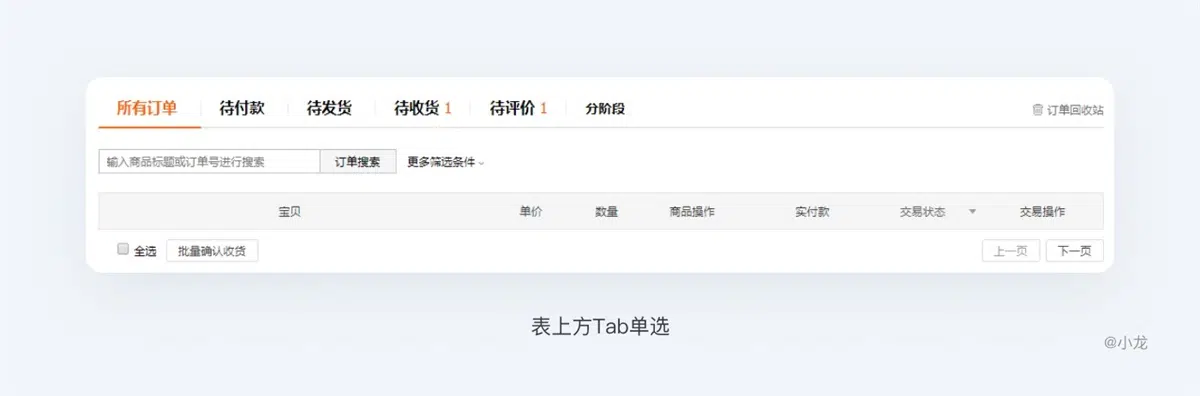 所有订单 待付款 待发货 待收货 1 待评价 1 分阶段 订单回收站
输入商品标题或订单号进行搜索 订单搜索 更多筛选条件
宝贝 单价 数量 商品操作 实付款 交易状态 交易操作
全选 批量确认收货 上一页 下一页
表上方Tab单选
@小龙